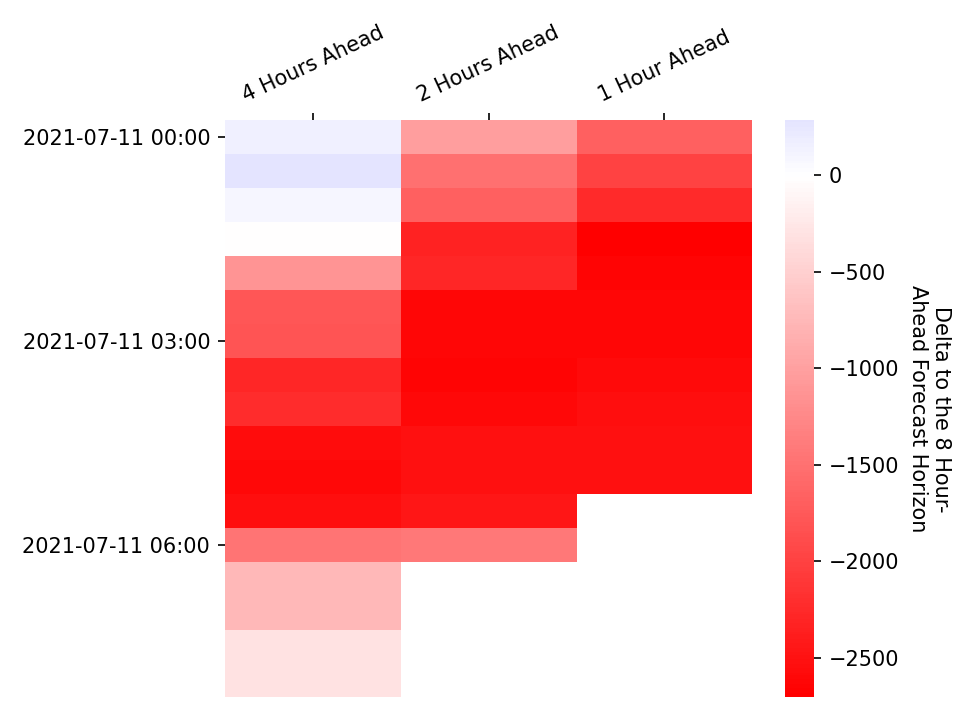 4 Hours Ahead
2 Hours Ahead
1 Hour Ahead
2021-07-11 00:00
2021-07-11 03:00
2021-07-11 06:00
0
−500
−1000
−1500
−2000
−2500
Delta to the 8 Hour-
Ahead Forecast Horizon